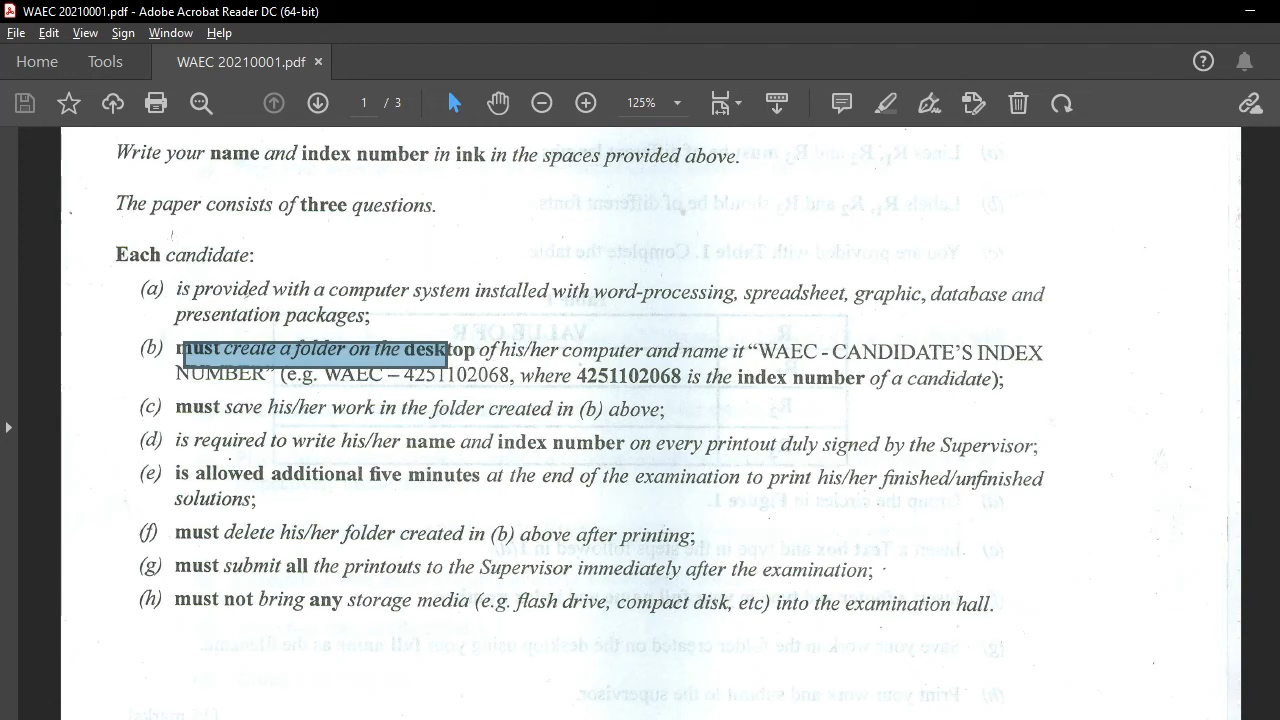 WAEC 20210001.pdf - Adobe Acrobat Reader DC (64-bit)
File Edit View Sign Window Help
Home Tools WAEC 20210001.pdf ×
1 / 3 125%
Write your name and index number in ink in the spaces provided above.
The paper consists of three questions.
Each candidate:
(a) is provided with a computer system installed with word-processing, spreadsheet, graphic, database and
presentation packages;
(b) must create a folder on the desktop of his/her computer and name it “WAEC - CANDIDATE’S INDEX
NUMBER” (e.g. WAEC – 4251102068, where 4251102068 is the index number of a candidate);
(c) must save his/her work in the folder created in (b) above;
(d) is required to write his/her name and index number on every printout duly signed by the Supervisor;
(e) is allowed additional five minutes at the end of the examination to print his/her finished/unfinished
solutions;
(f) must delete his/her folder created in (b) above after printing;
(g) must submit all the printouts to the Supervisor immediately after the examination;
(h) must not bring any storage media (e.g. flash drive, compact disk, etc) into the examination hall.